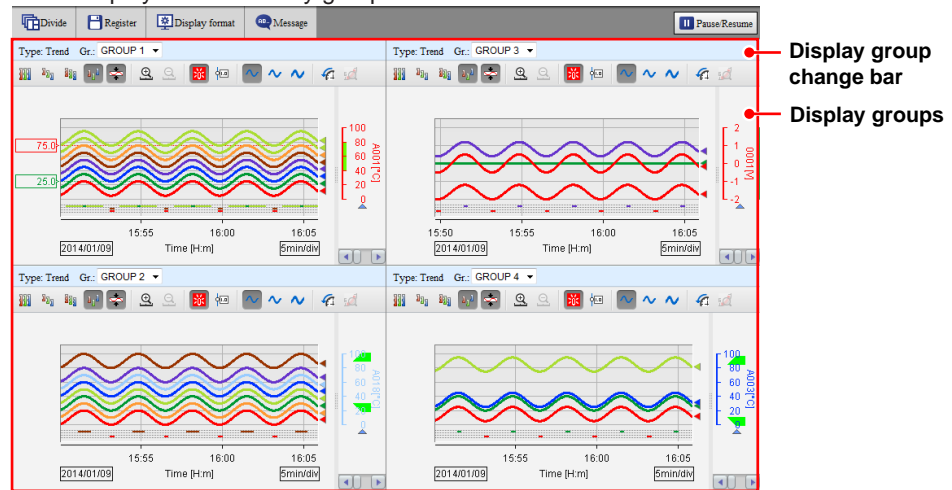 Divide Register Display format Message Pause/Resume
Type: Trend Gr.: GROUP 1 Type: Trend Gr.: GROUP 3
Display group
change bar
Display groups
75.0
25.0
100
80
60
40
20
0
A001[°C]
15:55 16:00 16:05
2014/01/09 Time [H:m] 5min/div
2
1
0
-1
-2
0001[M]
15:50 15:55 16:00 16:05
2014/01/09 Time [H:m] 5min/div
Type: Trend Gr.: GROUP 2 Type: Trend Gr.: GROUP 4
100
80
60
40
20
0
A019[°C]
15:55 16:00 16:05
2014/01/09 Time [H:m] 5min/div
100
80
60
40
20
0
A003[°C]
15:55 16:00 16:05
2014/01/09 Time [H:m] 5min/div